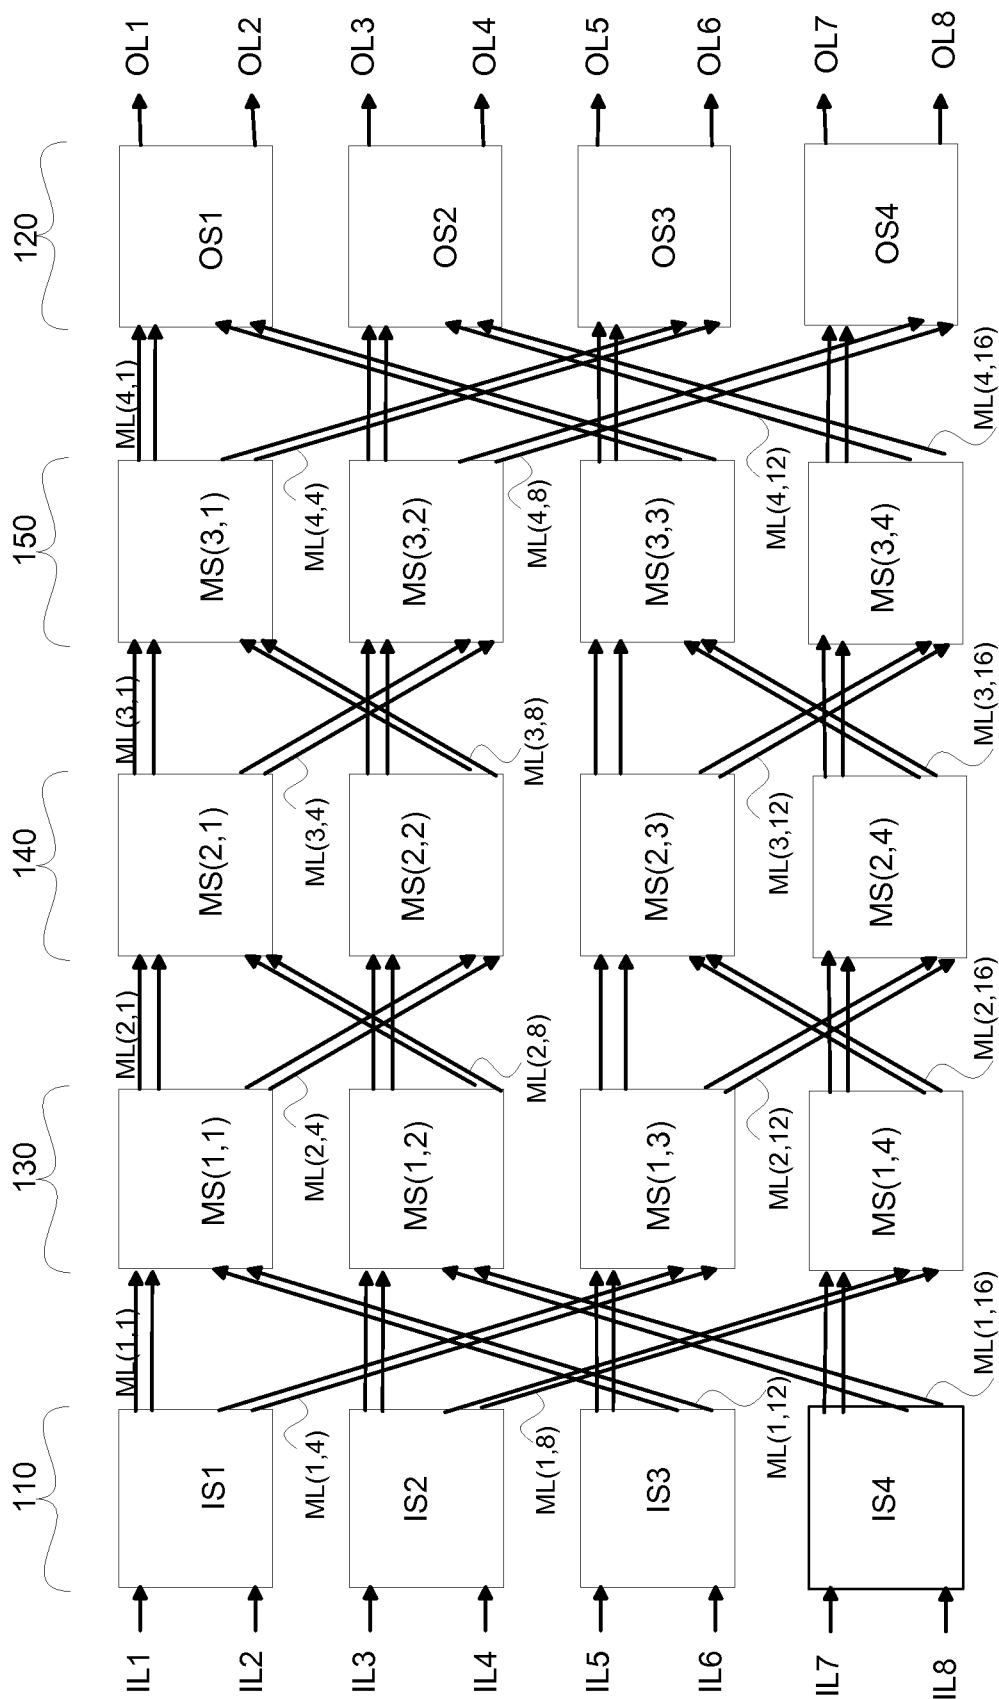 110
130
140
150
120
IL1
IS1
ML(1,1)
MS(1,1)
ML(2,1)
MS(2,1)
ML(3,1)
MS(3,1)
ML(4,1)
OS1
OL1
IL2
ML(1,4)
ML(2,4)
ML(3,4)
ML(4,4)
OL2
IL3
IS2
MS(1,2)
MS(2,2)
MS(3,2)
OS2
OL3
IL4
ML(1,8)
ML(2,8)
ML(3,8)
ML(4,8)
OL4
IL5
IS3
MS(1,3)
MS(2,3)
MS(3,3)
OS3
OL5
IL6
ML(1,12)
ML(2,12)
ML(3,12)
ML(4,12)
OL6
IL7
IS4
MS(1,4)
MS(2,4)
MS(3,4)
OS4
OL7
IL8
ML(1,16)
ML(2,16)
ML(3,16)
ML(4,16)
OL8